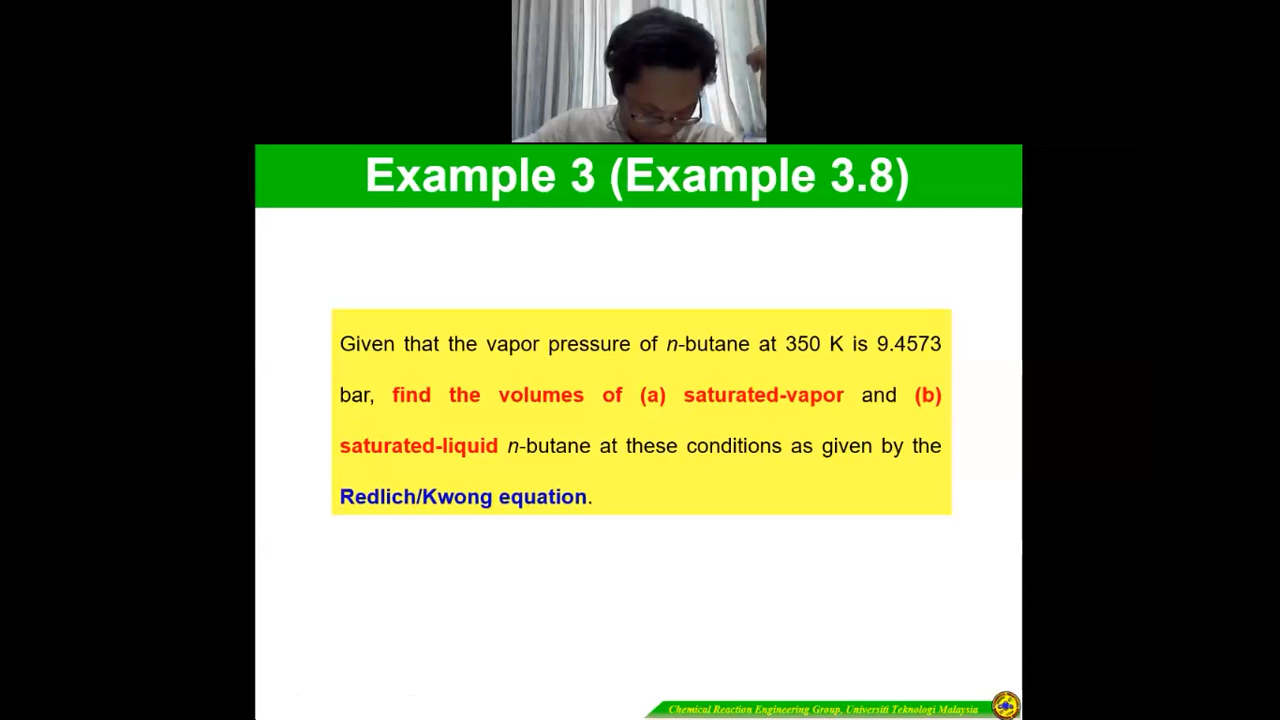 Example 3 (Example 3.8)
Given that the vapor pressure of n-butane at 350 K is 9.4573
bar, find the volumes of (a) saturated-vapor and (b)
saturated-liquid n-butane at these conditions as given by the
Redlich/Kwong equation.
Chemical Reaction Engineering Group, Universiti Teknologi Malaysia